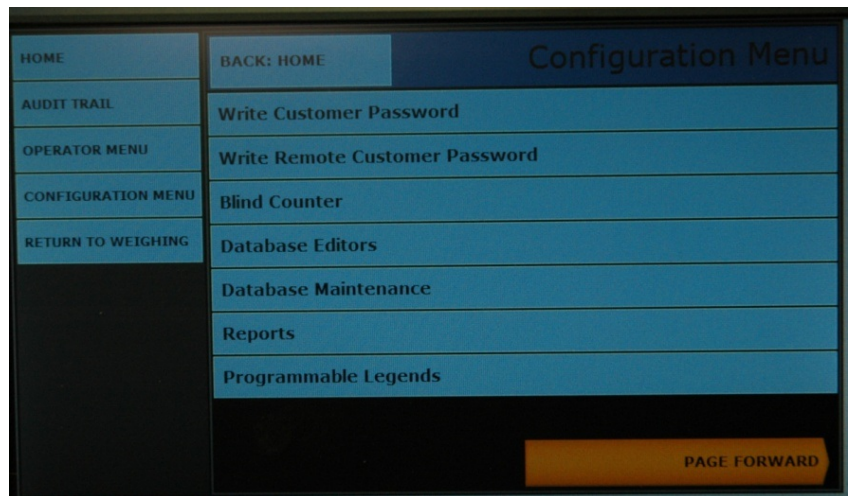 HOME
AUDIT TRAIL
OPERATOR MENU
CONFIGURATION MENU
RETURN TO WEIGHING
BACK: HOME
Configuration Menu
Write Customer Password
Write Remote Customer Password
Blind Counter
Database Editors
Database Maintenance
Reports
Programmable Legends
PAGE FORWARD